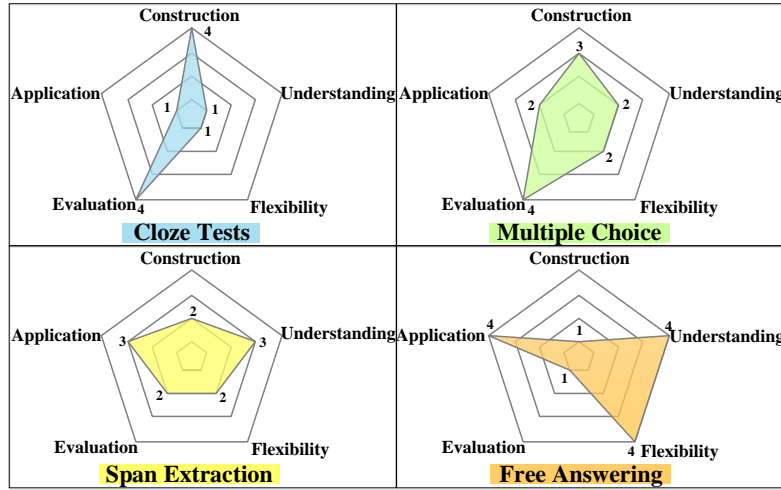 Construction
4
Application
Understanding
1
1
1
Evaluation
4
Flexibility
Cloze Tests
Construction
3
Application
Understanding
2
2
2
Evaluation
4
Flexibility
Multiple Choice
Construction
2
Application
Understanding
3
3
2
2
Evaluation
Flexibility
Span Extraction
Construction
4
1
4
Application
Understanding
1
Evaluation
4
Flexibility
Free Answering